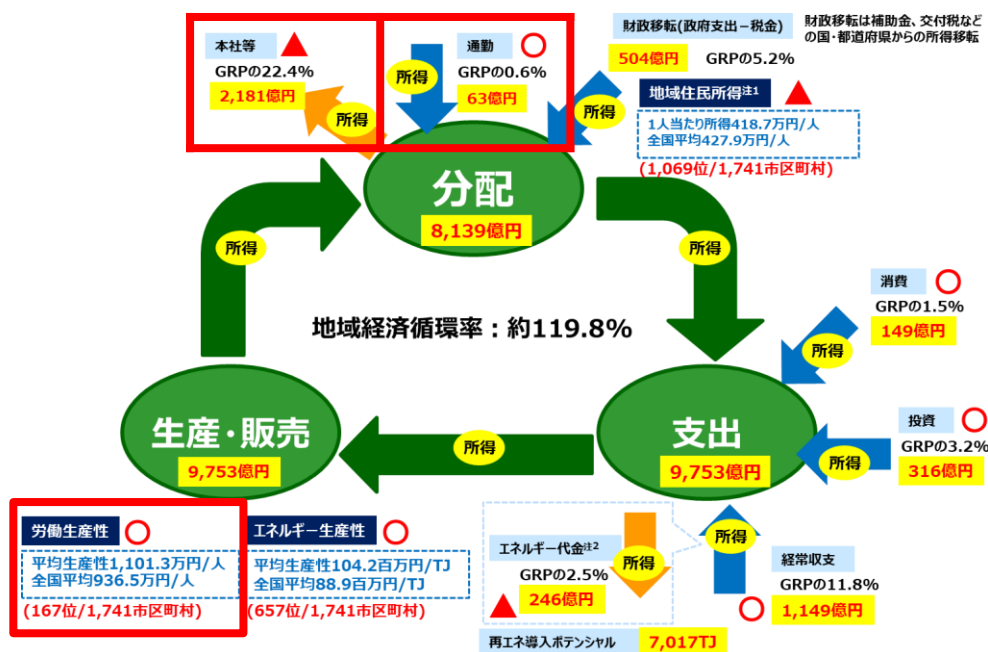 本社等
GRPの22.4%
2,181億円
所得
通勤
GRPの0.6%
63億円
所得
財政移転(政府支出－税金)
504億円 GRPの5.2%
所得
財政移転は補助金、交付税など
の国・都道府県からの所得移転
地域住民所得注1
1人当たり所得418.7万円/人
全国平均427.9万円/人
(1,069位/1,741市区町村)
分配
8,139億円
所得
所得
地域経済循環率：約119.8%
消費
GRPの1.5%
149億円
所得
生産・販売
9,753億円
所得
支出
9,753億円
投資
GRPの3.2%
316億円
所得
労働生産性
平均生産性1,101.3万円/人
全国平均936.5万円/人
(167位/1,741市区町村)
エネルギー生産性
平均生産性104.2百万円/TJ
全国平均88.9百万円/TJ
(657位/1,741市区町村)
エネルギー代金注2
GRPの2.5%
246億円
所得
所得
経常収支
GRPの11.8%
1,149億円
再エネ導入ポテンシャル 7,017TJ